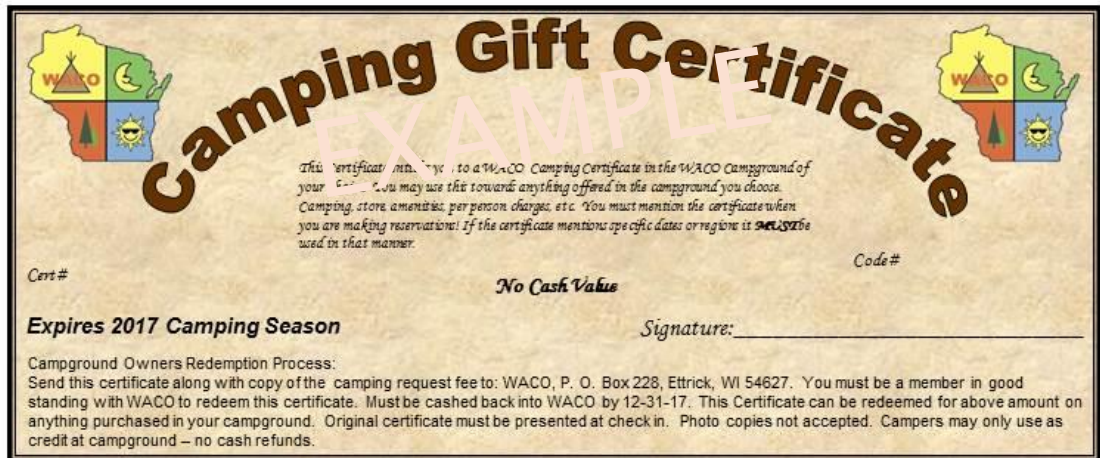 Camping Gift Certificate
WACO
WACO
EXAMPLE
This Certificate entitles you to a WACO Camping Certificate in the WACO Campground of
your choice. You may use this towards anything offered in the campground you choose.
Camping, store, amenities, per person charges, etc. You must mention the certificate when
you are making reservations! If the certificate mentions specific dates or regions it MUST be
used in that manner.
Code #
Cert #
No Cash Value
Expires 2017 Camping Season
Signature:
Campground Owners Redemption Process:
Send this certificate along with copy of the camping request fee to: WACO, P. O. Box 228, Ettrick, WI 54627. You must be a member in good
standing with WACO to redeem this certificate. Must be cashed back into WACO by 12-31-17. This Certificate can be redeemed for above amount on
anything purchased in your campground. Original certificate must be presented at check in. Photo copies not accepted. Campers may only use as
credit at campground – no cash refunds.